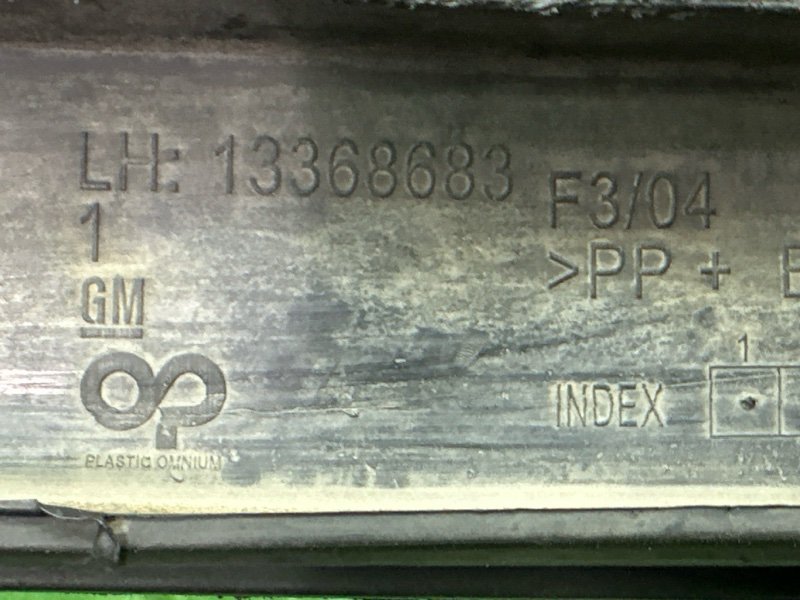 LH: 13368683
1
GM
PLASTIC OMNIUM
F3/04
>PP + E
1
INDEX